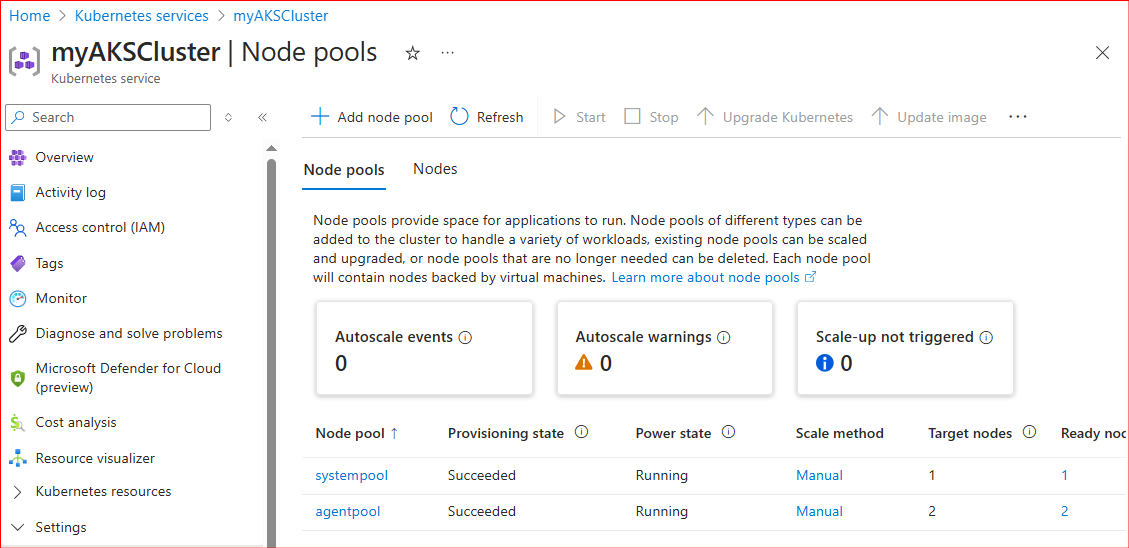 Home > Kubernetes services > myAKSCluster
myAKSCluster | Node pools
Kubernetes service
Search
Add node pool Refresh Start Stop Upgrade Kubernetes Update image
Overview
Activity log
Access control (IAM)
Tags
Monitor
Diagnose and solve problems
Microsoft Defender for Cloud
(preview)
Cost analysis
Resource visualizer
Kubernetes resources
Settings
Node pools Nodes
Node pools provide space for applications to run. Node pools of different types can be
added to the cluster to handle a variety of workloads, existing node pools can be scaled
and upgraded, or node pools that are no longer needed can be deleted. Each node pool
will contain nodes backed by virtual machines. Learn more about node pools
Autoscale events
0
Autoscale warnings
0
Scale-up not triggered
0
Node pool ↑ Provisioning state Power state Scale method Target nodes Ready
systempool Succeeded Running Manual 1 1
agentpool Succeeded Running Manual 2 2